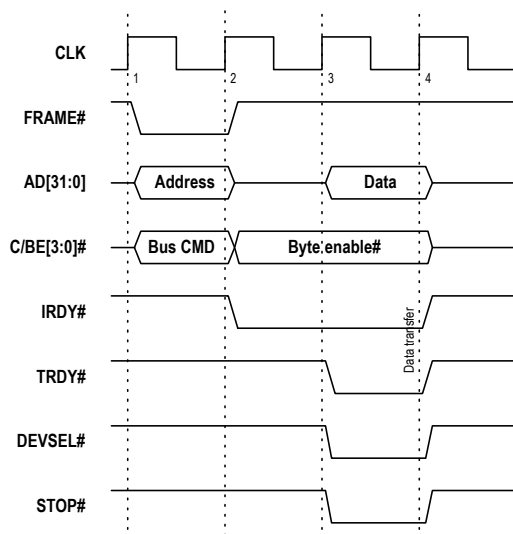 CLK
1 2 3 4
FRAME#
AD[31:0] Address Data
C/BE[3:0]# Bus CMD Byte enable#
IRDY#
Data transfer
TRDY#
DEVSEL#
STOP#